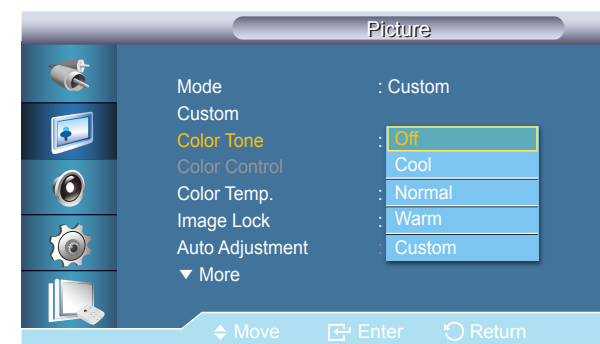 Picture
Mode : Custom
Custom
Color Tone : Off
Color Control Cool
Color Temp. : Normal
Image Lock : Warm
Auto Adjustment : Custom
▼ More
Move Enter Return